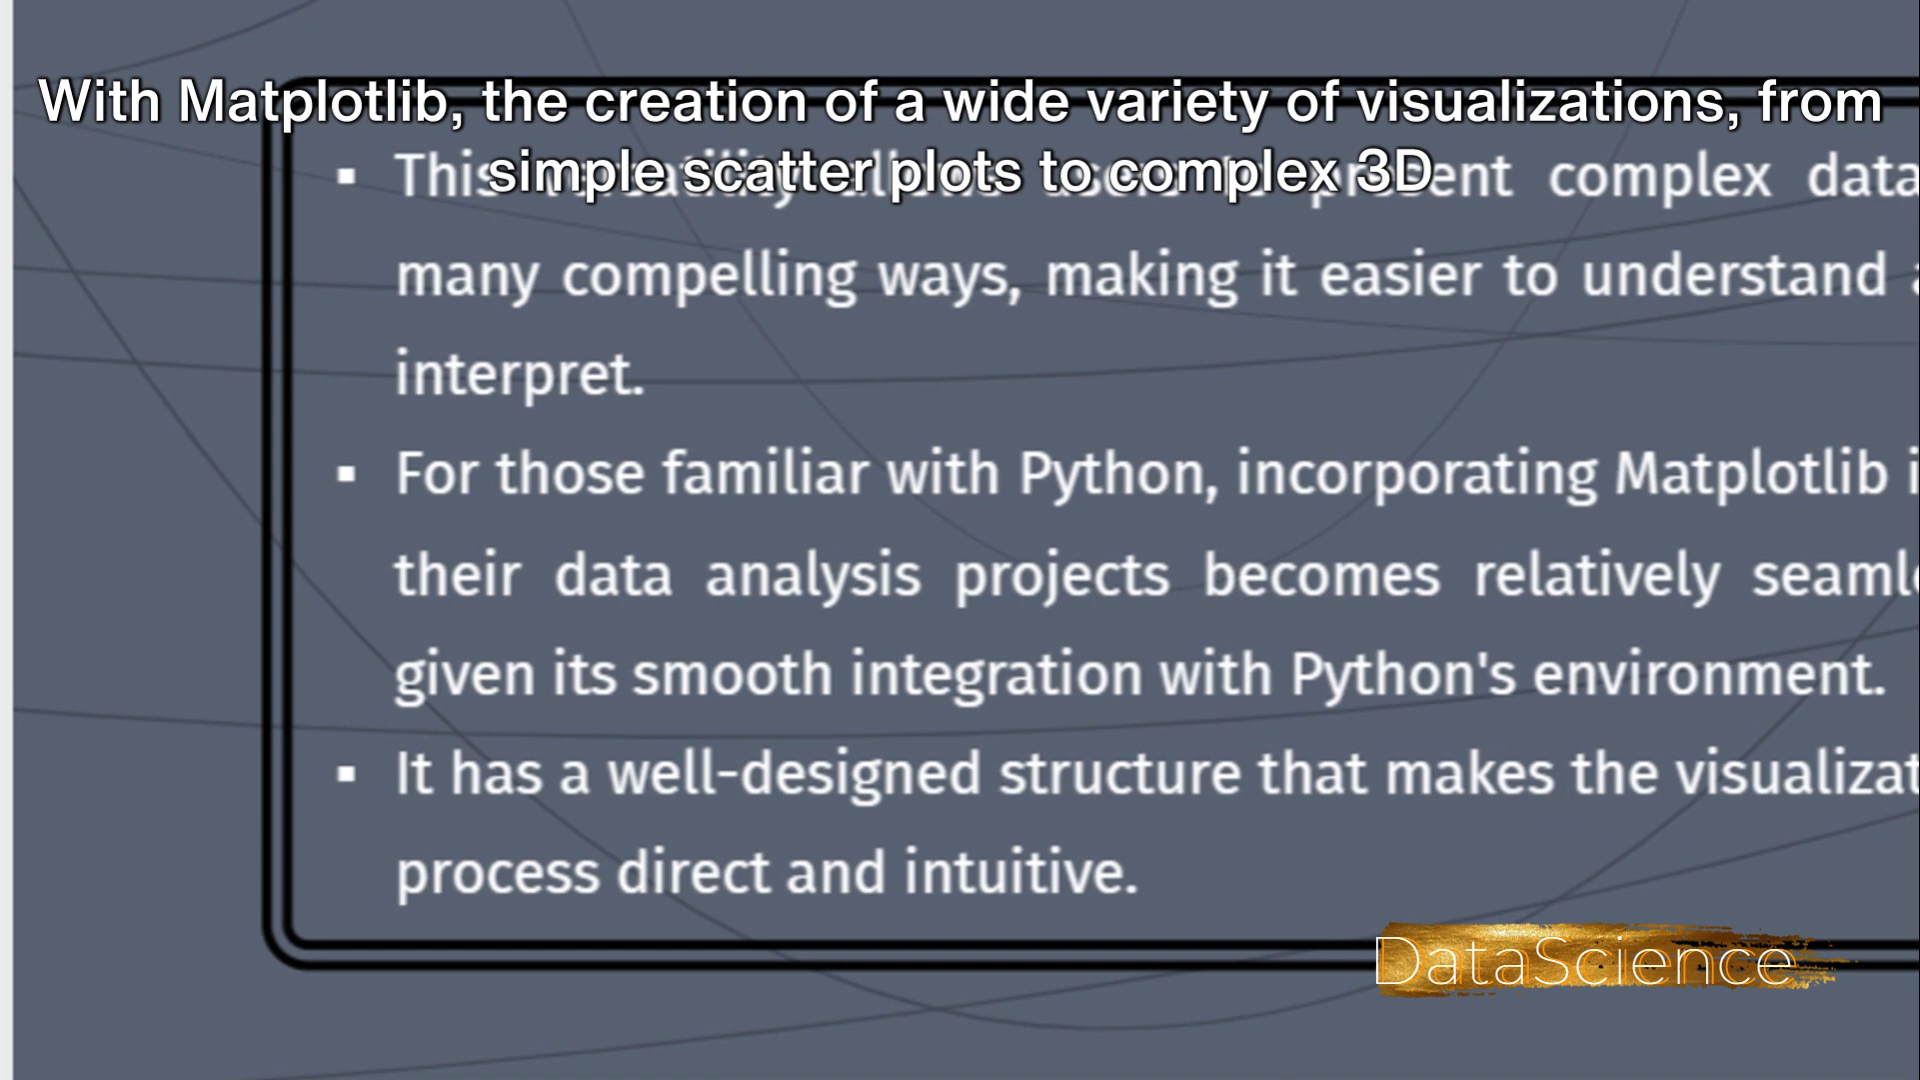 With Matplotlib, the creation of a wide variety of visualizations, from
simple scatter plots to complex 3D
▪ This complex data
many compelling ways, making it easier to understand
interpret.
▪ For those familiar with Python, incorporating Matplotlib
their data analysis projects becomes relatively
given its smooth integration with Python's environment.
▪ It has a well-designed structure that makes the
process direct and intuitive.
DataScience